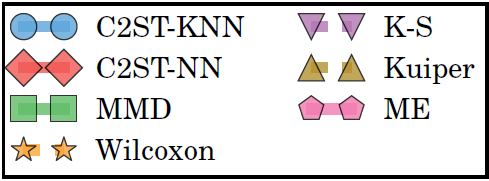 C2ST-KNN
C2ST-NN
MMD
Wilcoxon
K-S
Kuiper
ME